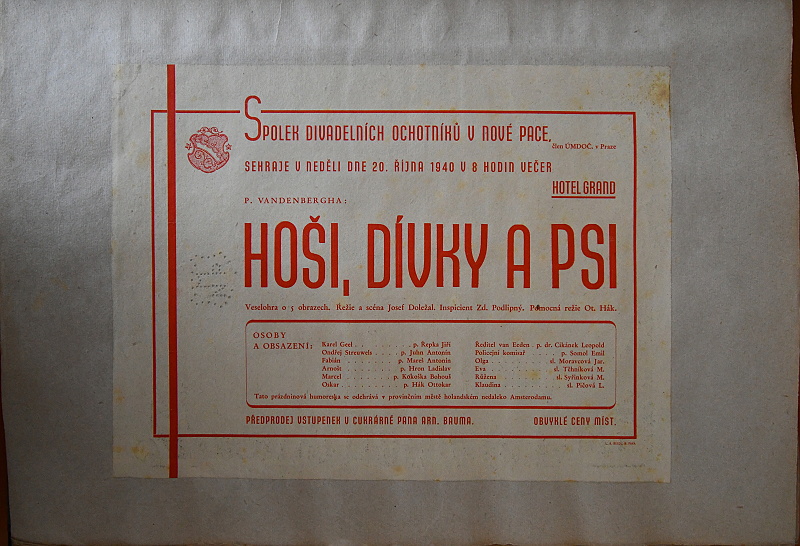 SPOLEK DIVADELNÍCH OCHOTNÍKŮ V NOVÉ PACE, člen ÚMDOČ. v Praze
SEHRAJE V NEDĚLI DNE 20. ŘÍJNA 1940 V 8 HODIN VEČER
HOTEL GRAND
P. VANDENBERGHA:
HOŠI, DÍVKY A PSI
Veselohra o 5 obrazech. Režie a scéna Josef Doležal. Inspicient Zd. Podlipný. Pomocná režie Ot. Hák.
OSOBY
A OBSAZENÍ:
Karel Geel . . . . . . . . . . p. Řepka Jiří
Ondřej Streuwels . . . . p. John Antonín
Fabián . . . . . . . . . . p. Mareš Antonín
Arnošt . . . . . . . . . . p. Hron Ladislav
Marcel . . . . . . . . . p. Kokoška Bohouš
Oskar . . . . . . . . . . . p. Hák Ottokar
Ředitel van Eeden . p. dr. Cikánek Leopold
Policejní komisař . . . . . . p. Somol Emil
Olga . . . . . . . . . . sl. Moravcová Jar.
Eva . . . . . . . . . . . sl. Těhníková M.
Růžena . . . . . . . . . sl. Syřínková M.
Klaudina . . . . . . . . . . . sl. Pičová L.
Tato prázdninová humoreska se odehrává v provinčním městě holandském nedaleko Amsterodamu.
PŘEDPRODEJ VSTUPENEK V CUKRÁRNĚ PANA ARN. BAUMA. OBVYKLÉ CENY MÍST.